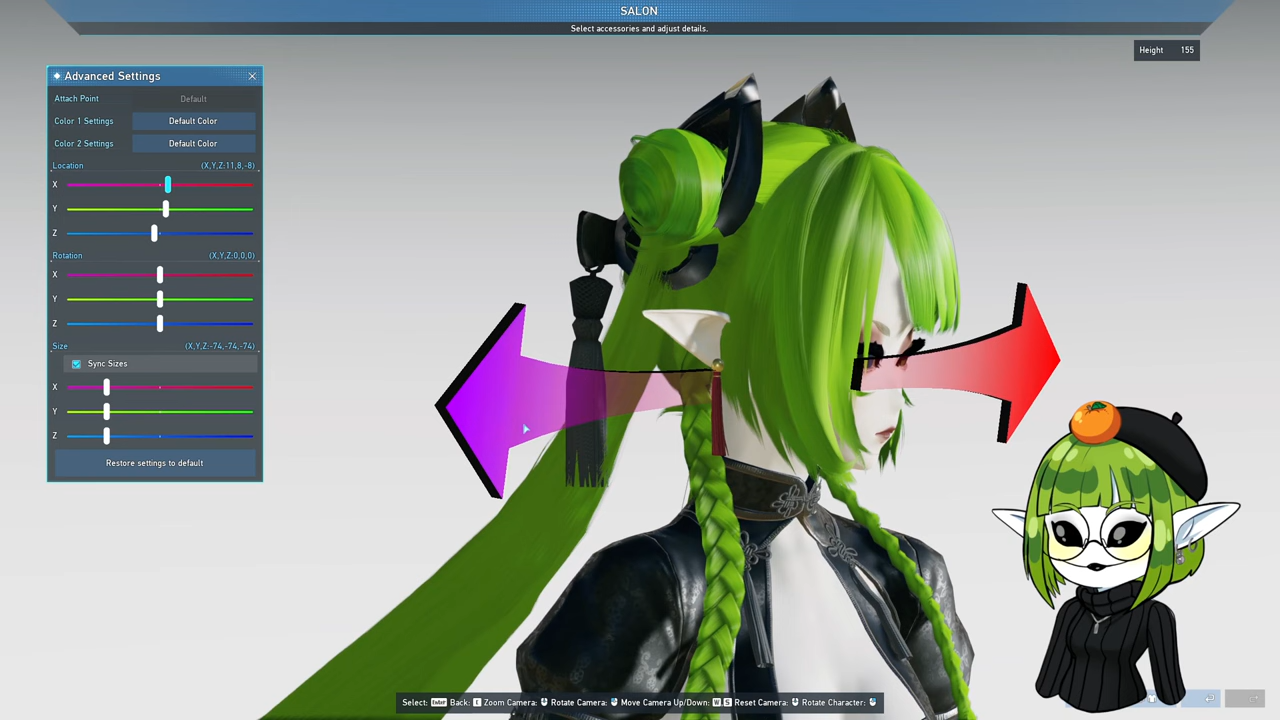 SALON
Select accessories and adjust details.
Height 155
Advanced Settings
Attach Point Default
Color 1 Settings Default Color
Color 2 Settings Default Color
Location (X,Y,Z:11,8,-8)
X
Y
Z
Rotation (X,Y,Z:0,0,0)
X
Y
Z
Size (X,Y,Z:-74,-74,-74)
Sync Sizes
X
Y
Z
Restore settings to default
Select: Enter Back: E Zoom Camera: Rotate Camera: Move Camera Up/Down: W S Reset Camera: Rotate Character: